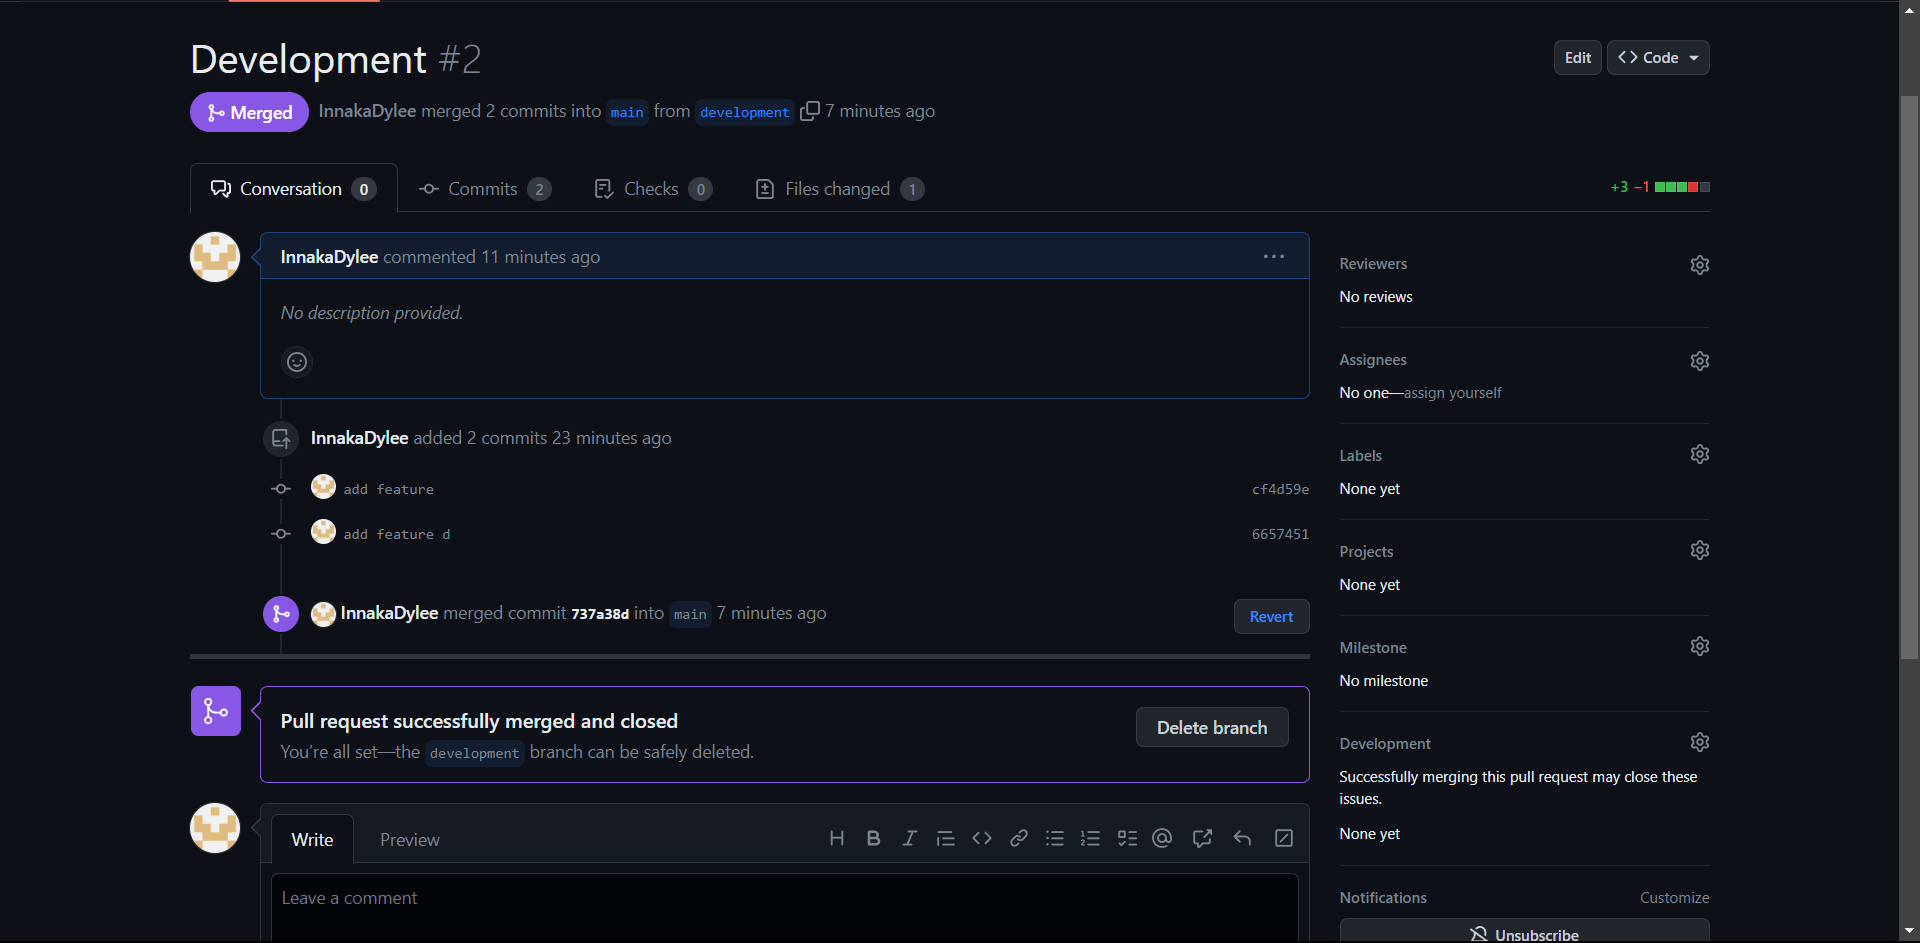 Development #2
Edit
Code
Merged
InnakaDylee merged 2 commits into main from development 7 minutes ago
Conversation 0
Commits 2
Checks 0
Files changed 1
+3 −1
InnakaDylee commented 11 minutes ago
No description provided.
InnakaDylee added 2 commits 23 minutes ago
add feature
cf4d59e
add feature d
6657451
InnakaDylee merged commit 737a38d into main 7 minutes ago
Revert
Pull request successfully merged and closed
You’re all set—the development branch can be safely deleted.
Delete branch
Write
Preview
Leave a comment
Reviewers
No reviews
Assignees
No one—assign yourself
Labels
None yet
Projects
None yet
Milestone
No milestone
Development
Successfully merging this pull request may close these
issues.
None yet
Notifications
Customize
Unsubscribe